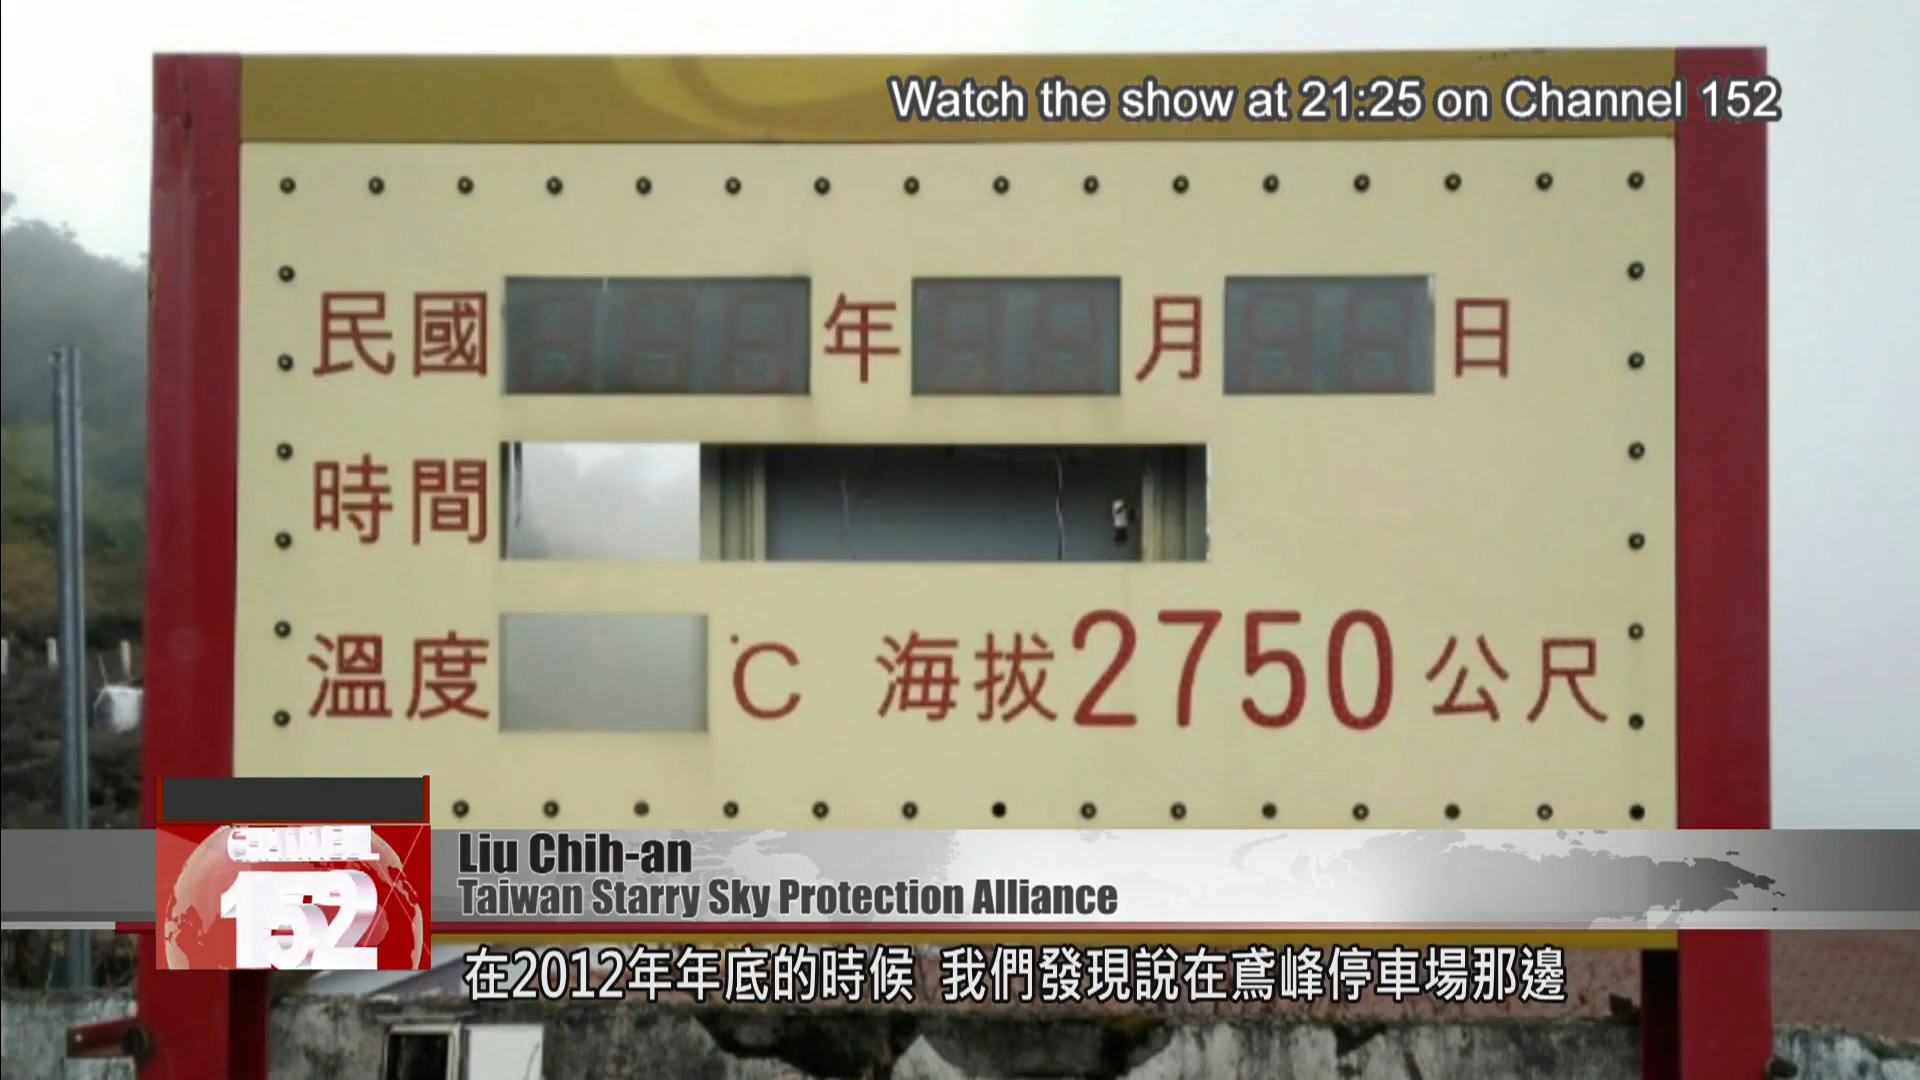 Watch the show at 21:25 on Channel 152
民國 年 月 日
時間
溫度 ℃ 海拔2750公尺
CHANNEL
152
Liu Chih-an
Taiwan Starry Sky Protection Alliance
在2012年年底的時候 我們發現說在鳶峰停車場那邊